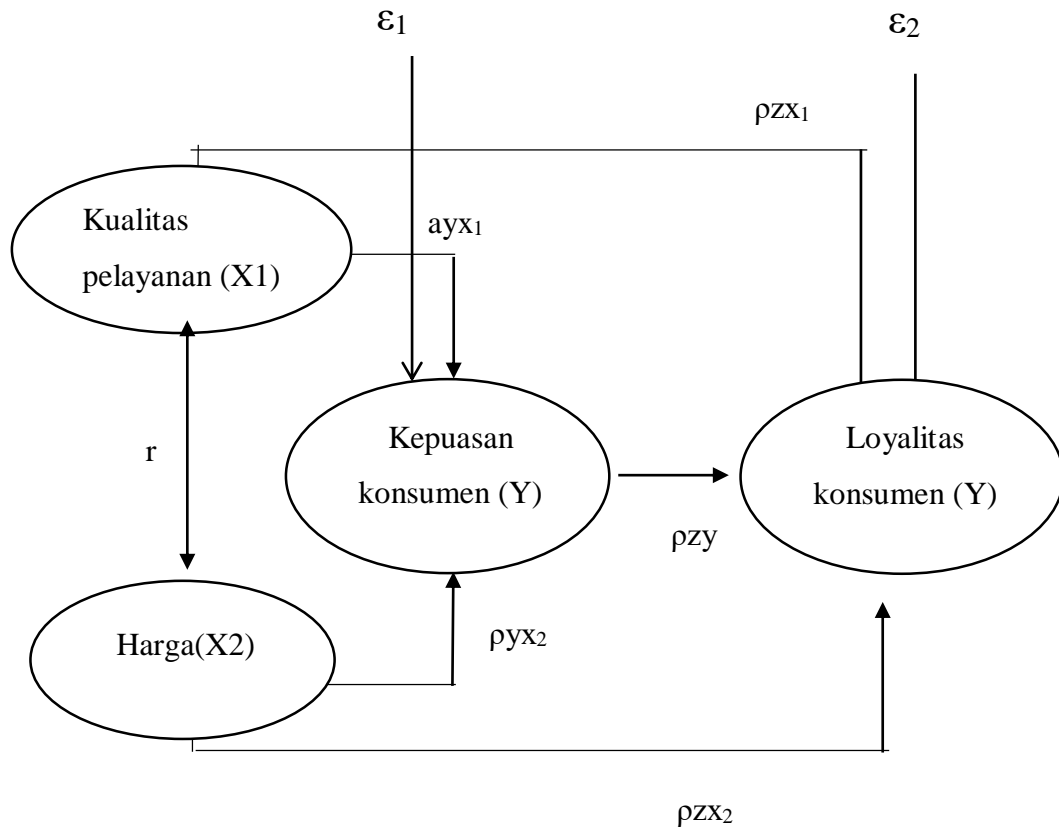 ε₁
ε₂
ρzx₁
Kualitas
pelayanan (X1)
ayx₁
r
Kepuasan
konsumen (Y)
Loyalitas
konsumen (Y)
ρzy
Harga(X2)
ρyx₂
ρzx₂